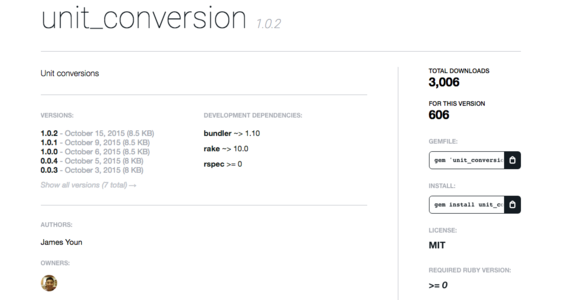 unit_conversion 1.0.2
Unit conversions
VERSIONS:
1.0.2 - October 15, 2015 (8.5 KB)
1.0.1 - October 9, 2015 (8.5 KB)
1.0.0 - October 6, 2015 (8.5 KB)
0.0.4 - October 5, 2015 (8 KB)
0.0.3 - October 3, 2015 (8 KB)
Show all versions (7 total) →
DEVELOPMENT DEPENDENCIES:
bundler ~> 1.10
rake ~> 10.0
rspec >= 0
AUTHORS:
James Youn
OWNERS:
TOTAL DOWNLOADS
3,006
FOR THIS VERSION
606
GEMFILE:
gem 'unit_conversi
INSTALL:
gem install unit_co
LICENSE:
MIT
REQUIRED RUBY VERSION:
>= 0